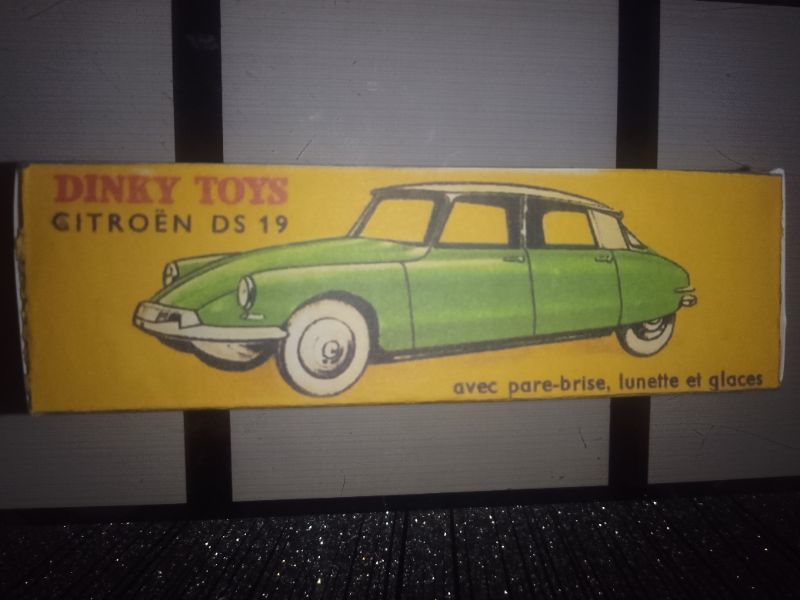 DINKY TOYS
CITROËN DS 19
avec pare-brise, lunette et glaces